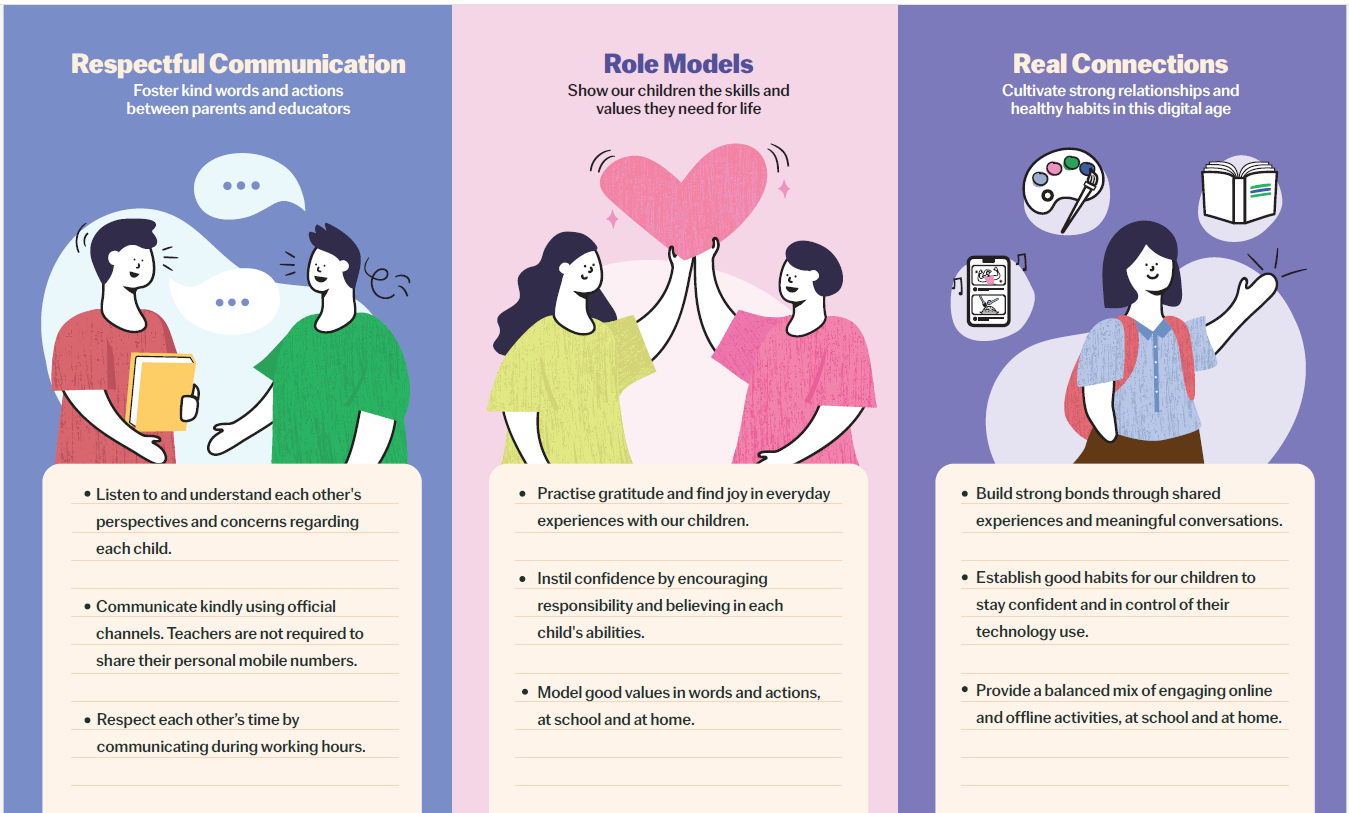 Respectful Communication
Foster kind words and actions
between parents and educators
• Listen to and understand each other's
perspectives and concerns regarding
each child.
• Communicate kindly using official
channels. Teachers are not required to
share their personal mobile numbers.
• Respect each other’s time by
communicating during working hours.
Role Models
Show our children the skills and
values they need for life
• Practise gratitude and find joy in everyday
experiences with our children.
• Instil confidence by encouraging
responsibility and believing in each
child's abilities.
• Model good values in words and actions,
at school and at home.
Real Connections
Cultivate strong relationships and
healthy habits in this digital age
• Build strong bonds through shared
experiences and meaningful conversations.
• Establish good habits for our children to
stay confident and in control of their
technology use.
• Provide a balanced mix of engaging online
and offline activities, at school and at home.